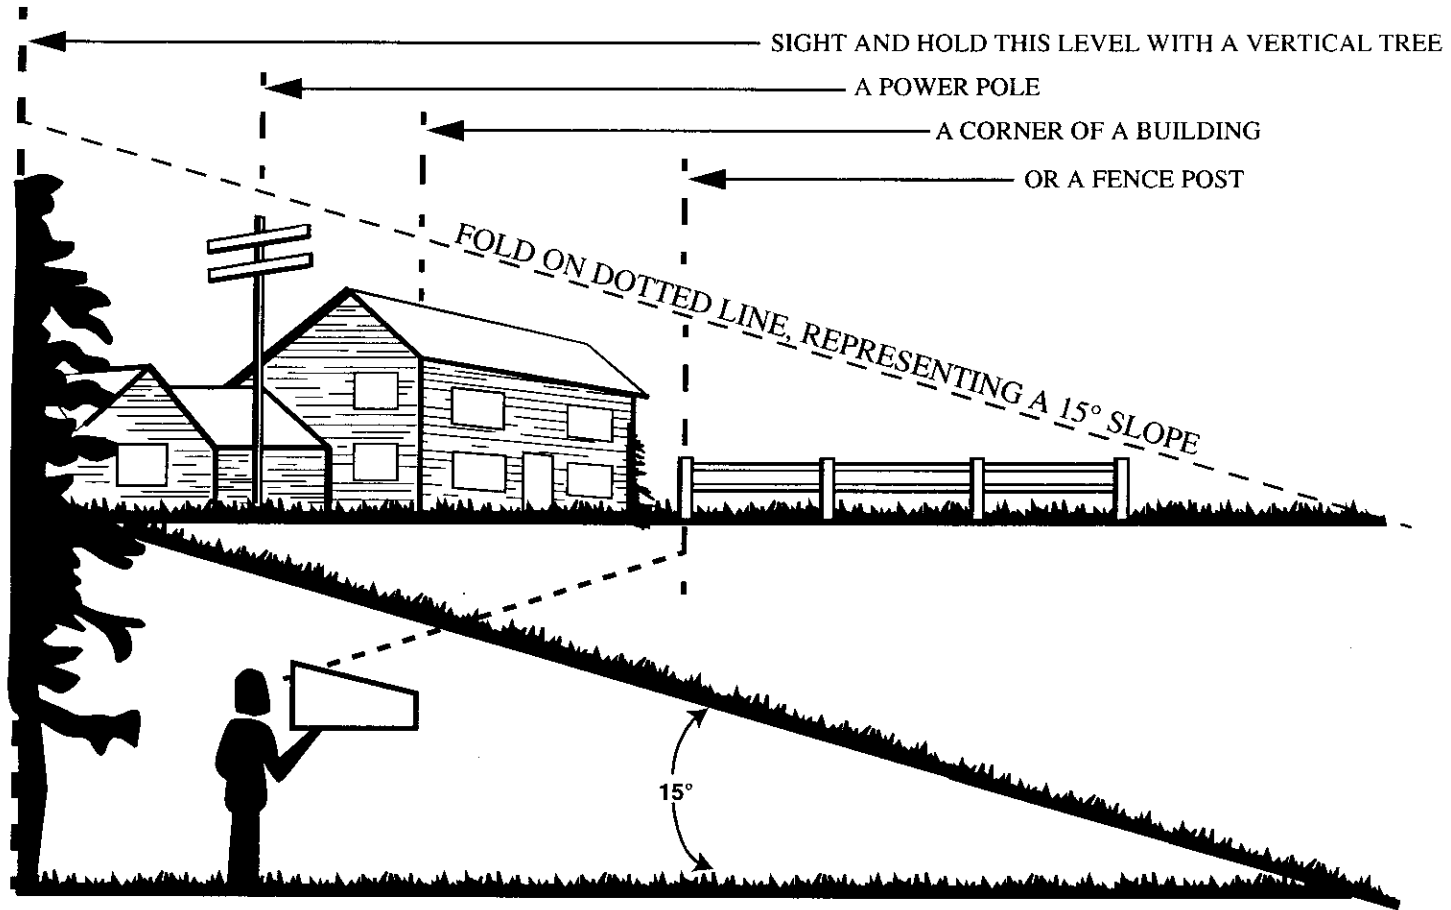 SIGHT AND HOLD THIS LEVEL WITH A VERTICAL TREE
A POWER POLE
A CORNER OF A BUILDING
OR A FENCE POST
FOLD ON DOTTED LINE, REPRESENTING A 15° SLOPE
15°